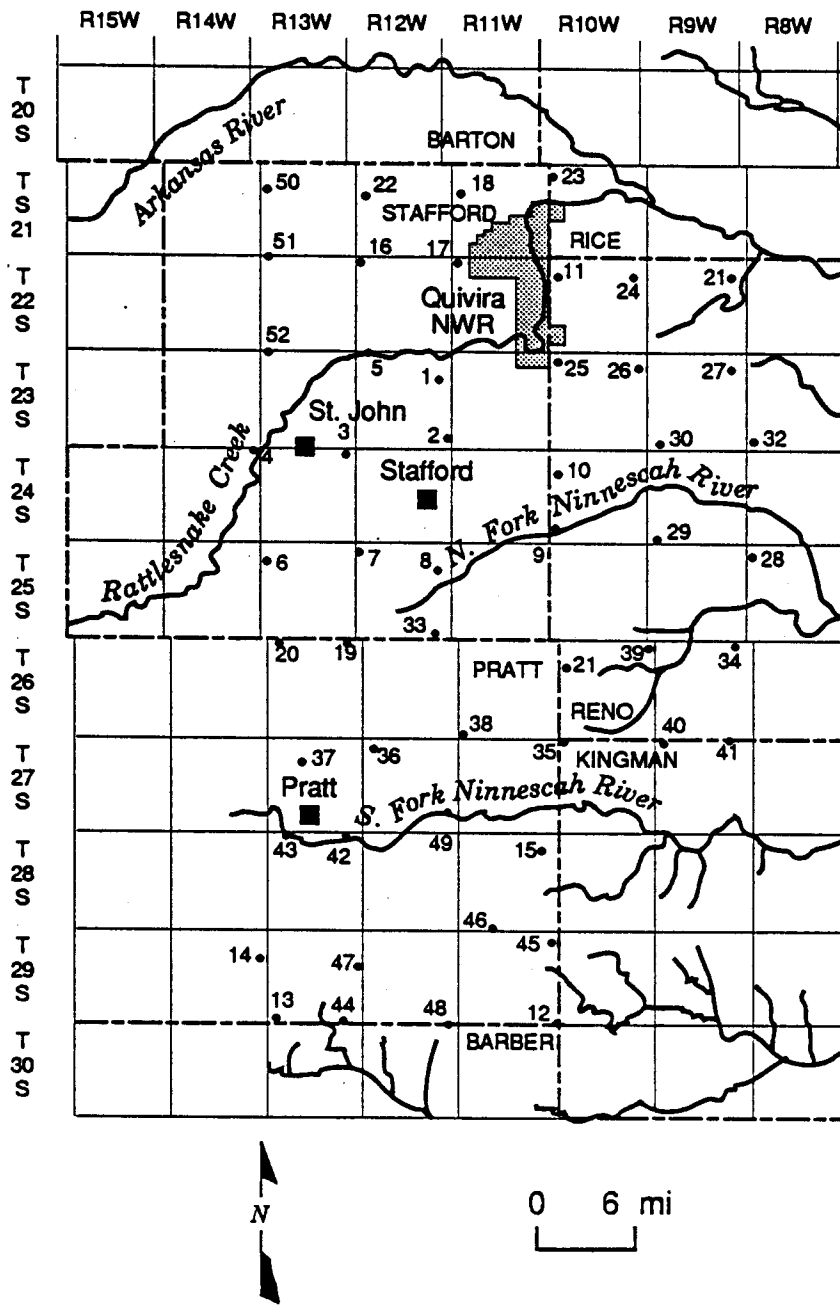 R15W R14W R13W R12W R11W R10W R9W R8W
T
20
S
Arkansas River
BARTON
T
S
21
50
22
18
23
STAFFORD
RICE
51
16
17
T
22
S
11
24
21
Quivira
NWR
52
5
1
25
26
27
T
23
S
St. John
3
2
30
32
4
Stafford
Rattlesnake Creek
T
24
S
10
N. Fork Ninnescah River
6
7
8
9
29
28
T
25
S
33
20
19
PRATT
21
39
34
T
26
S
RENO
38
35
40
41
KINGMAN
T
27
S
37
36
Pratt
S. Fork Ninnescah River
43
42
49
15
T
28
S
46
45
14
47
T
29
S
13
44
48
12
BARBER
T
30
S
N
0 6 mi